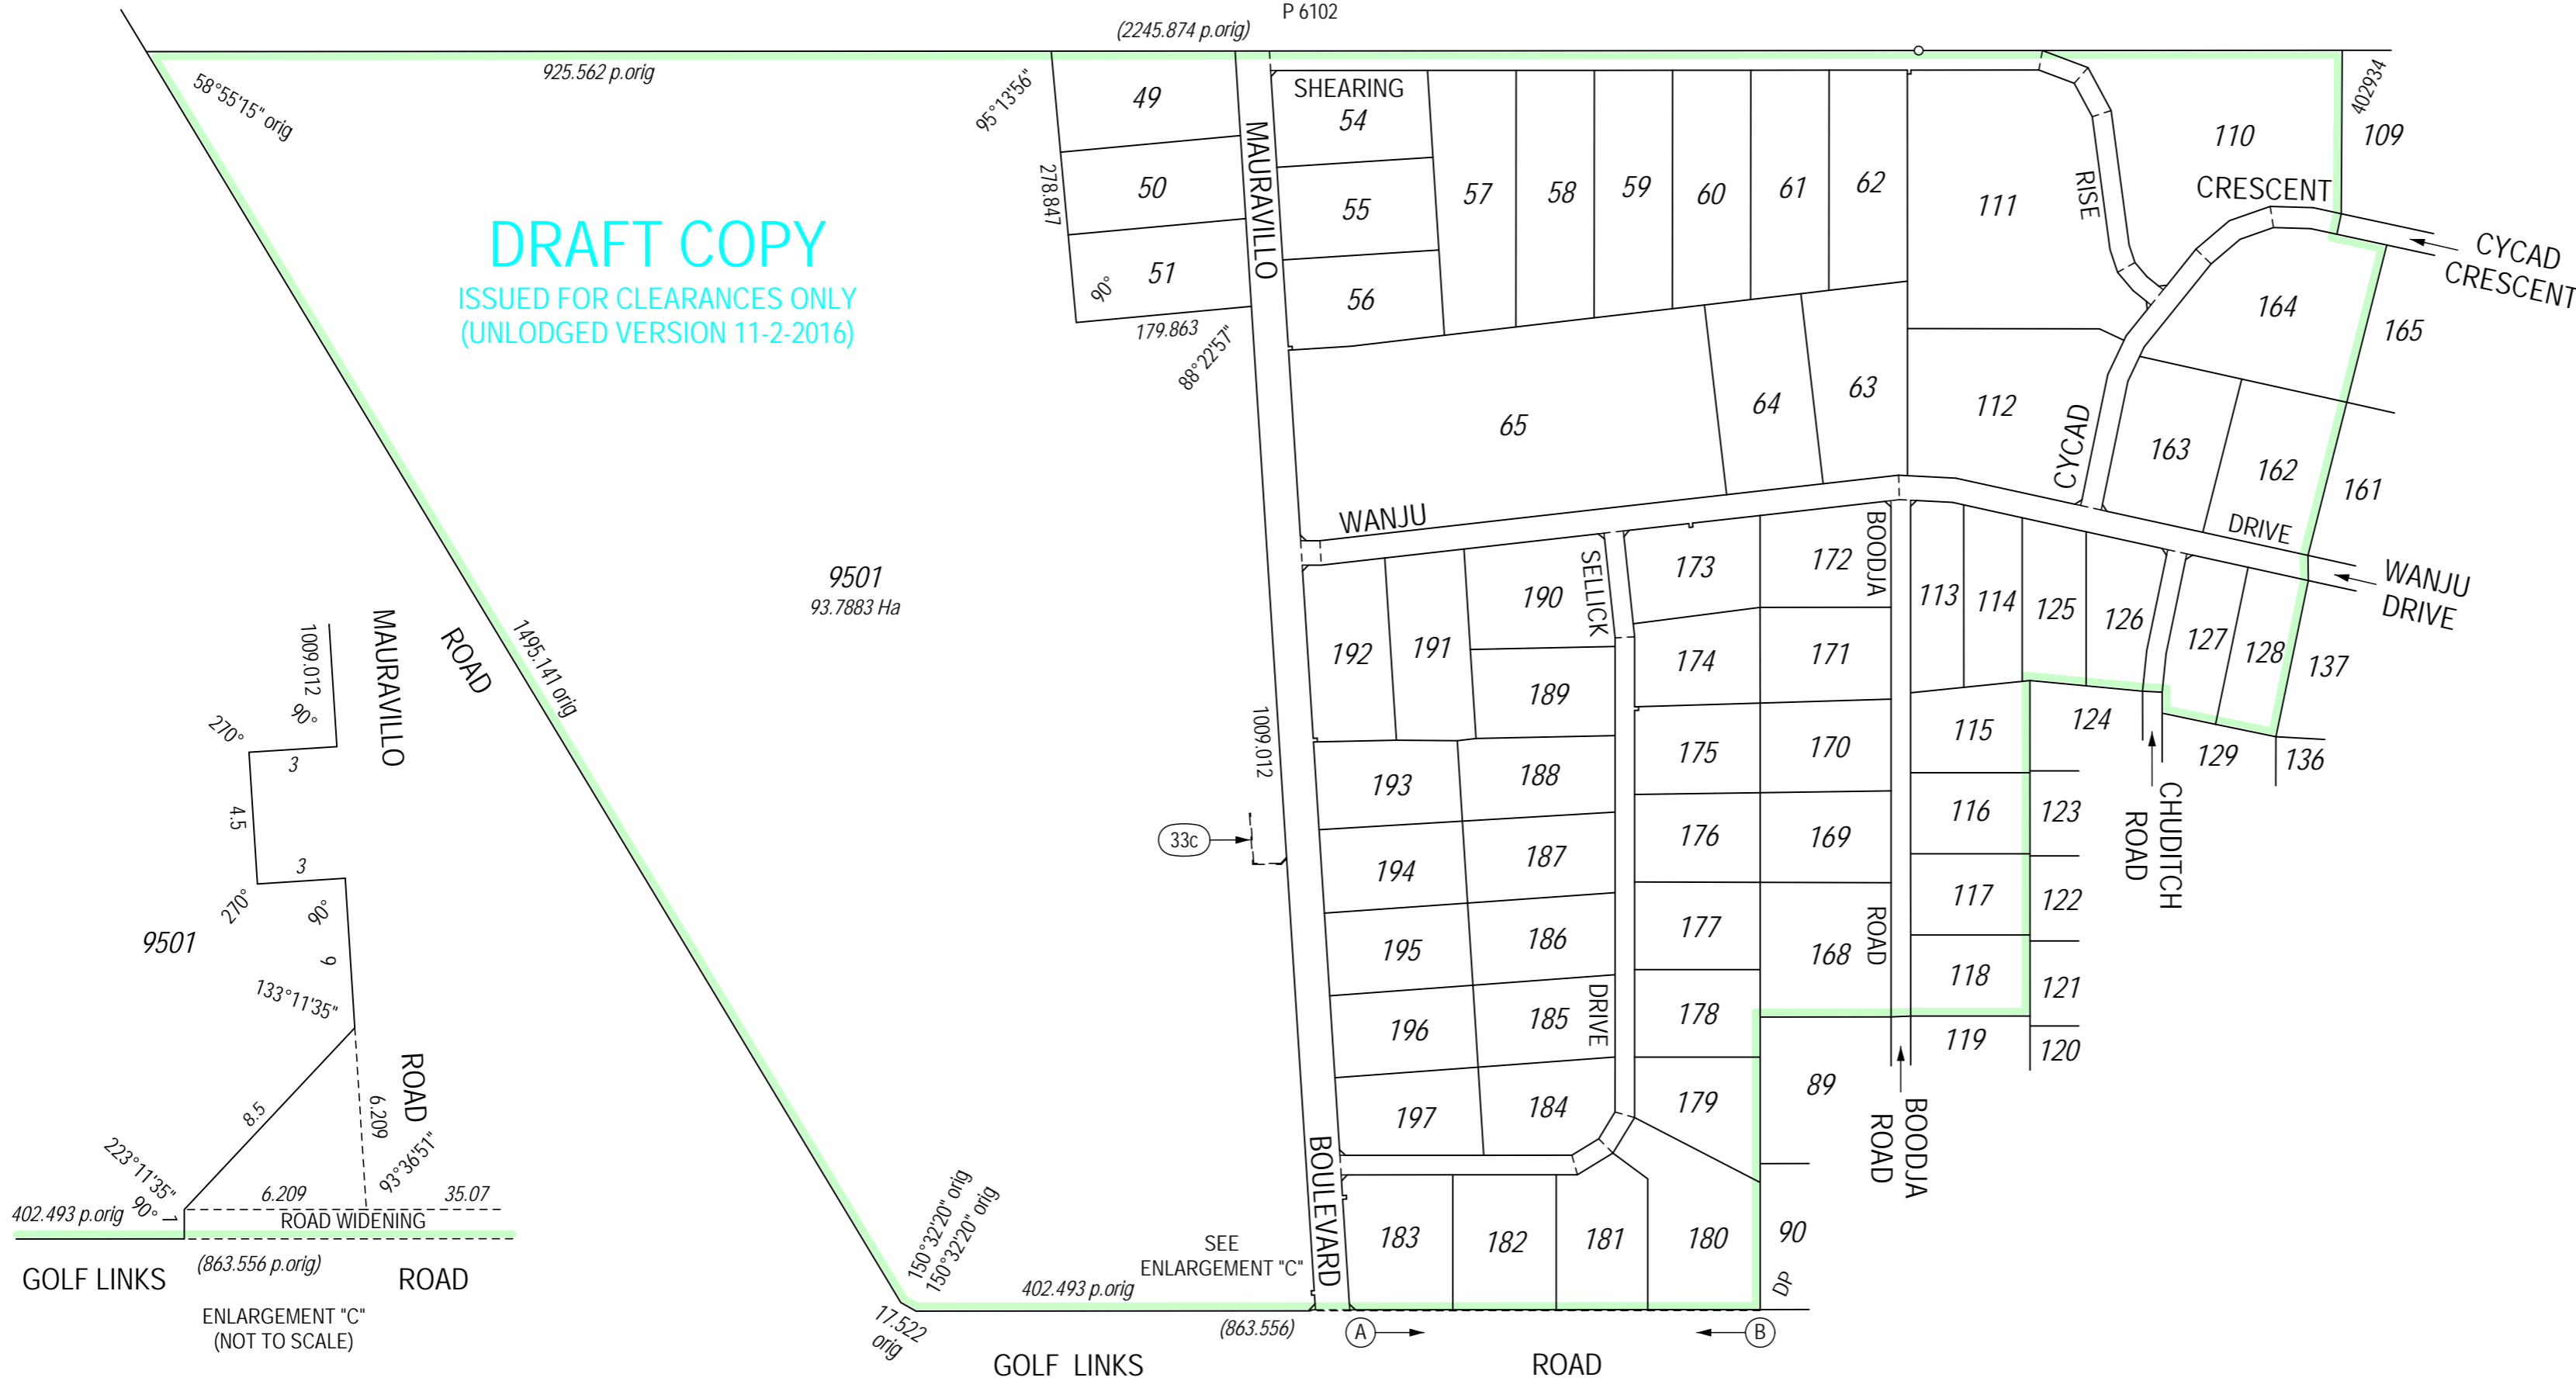 P 6102
(2245.874 p.orig)
925.562 p.orig
58°55'15" orig
95°13'56"
402934
49
SHEARING
54
110
109
DRAFT COPY
ISSUED FOR CLEARANCES ONLY
(UNLODGED VERSION 11-2-2016)
278.847
50
51
90°
179.863
88°22'57"
MAURAVILLO
55
56
57
58
59
60
61
62
111
RISE
CRESCENT
CYCAD
CRESCENT
164
165
65
64
63
112
CYCAD
163
162
161
WANJU
DRIVE
WANJU
DRIVE
9501
93.7883 Ha
1495.141 orig
ROAD
1009.012
33c
192
191
190
189
SELICK
173
172
BOODJA
113
114
125
126
127
128
137
174
171
115
124
129
136
CHUDITCH
ROAD
193
188
175
170
116
123
194
187
176
169
117
122
195
186
177
168
ROAD
118
121
196
185
DRIVE
178
119
120
197
184
179
89
BOODJA
ROAD
BOULEVARD
183
182
181
180
90
DP
150°32'20" orig
150°32'20" orig
SEE
ENLARGEMENT "C"
402.493 p.orig
17.522
orig
(863.556)
A
B
GOLF LINKS
ROAD
1009.012
MAURAVILLO
90°
270°
3
4.5
3
270°
90°
9501
9
133°11'35"
ROAD
8.5
6.209
93°36'51"
223°11'35"
90°
1
6.209
35.07
402.493 p.orig
ROAD WIDENING
(863.556 p.orig)
GOLF LINKS
ROAD
ENLARGEMENT "C"
(NOT TO SCALE)